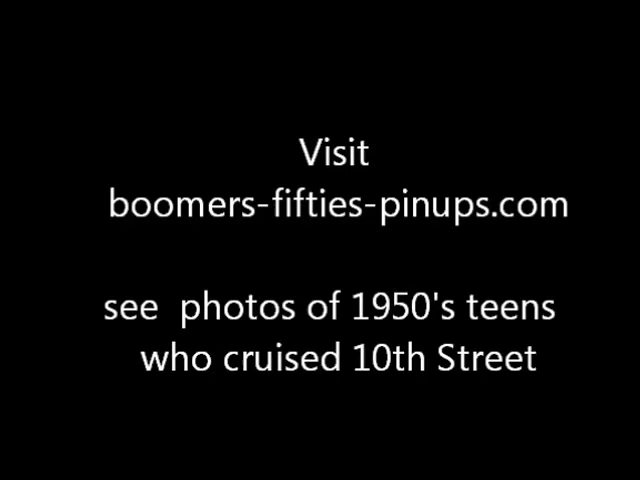 Visit
boomers-fifties-pinups.com
see photos of 1950's teens
who cruised 10th Street